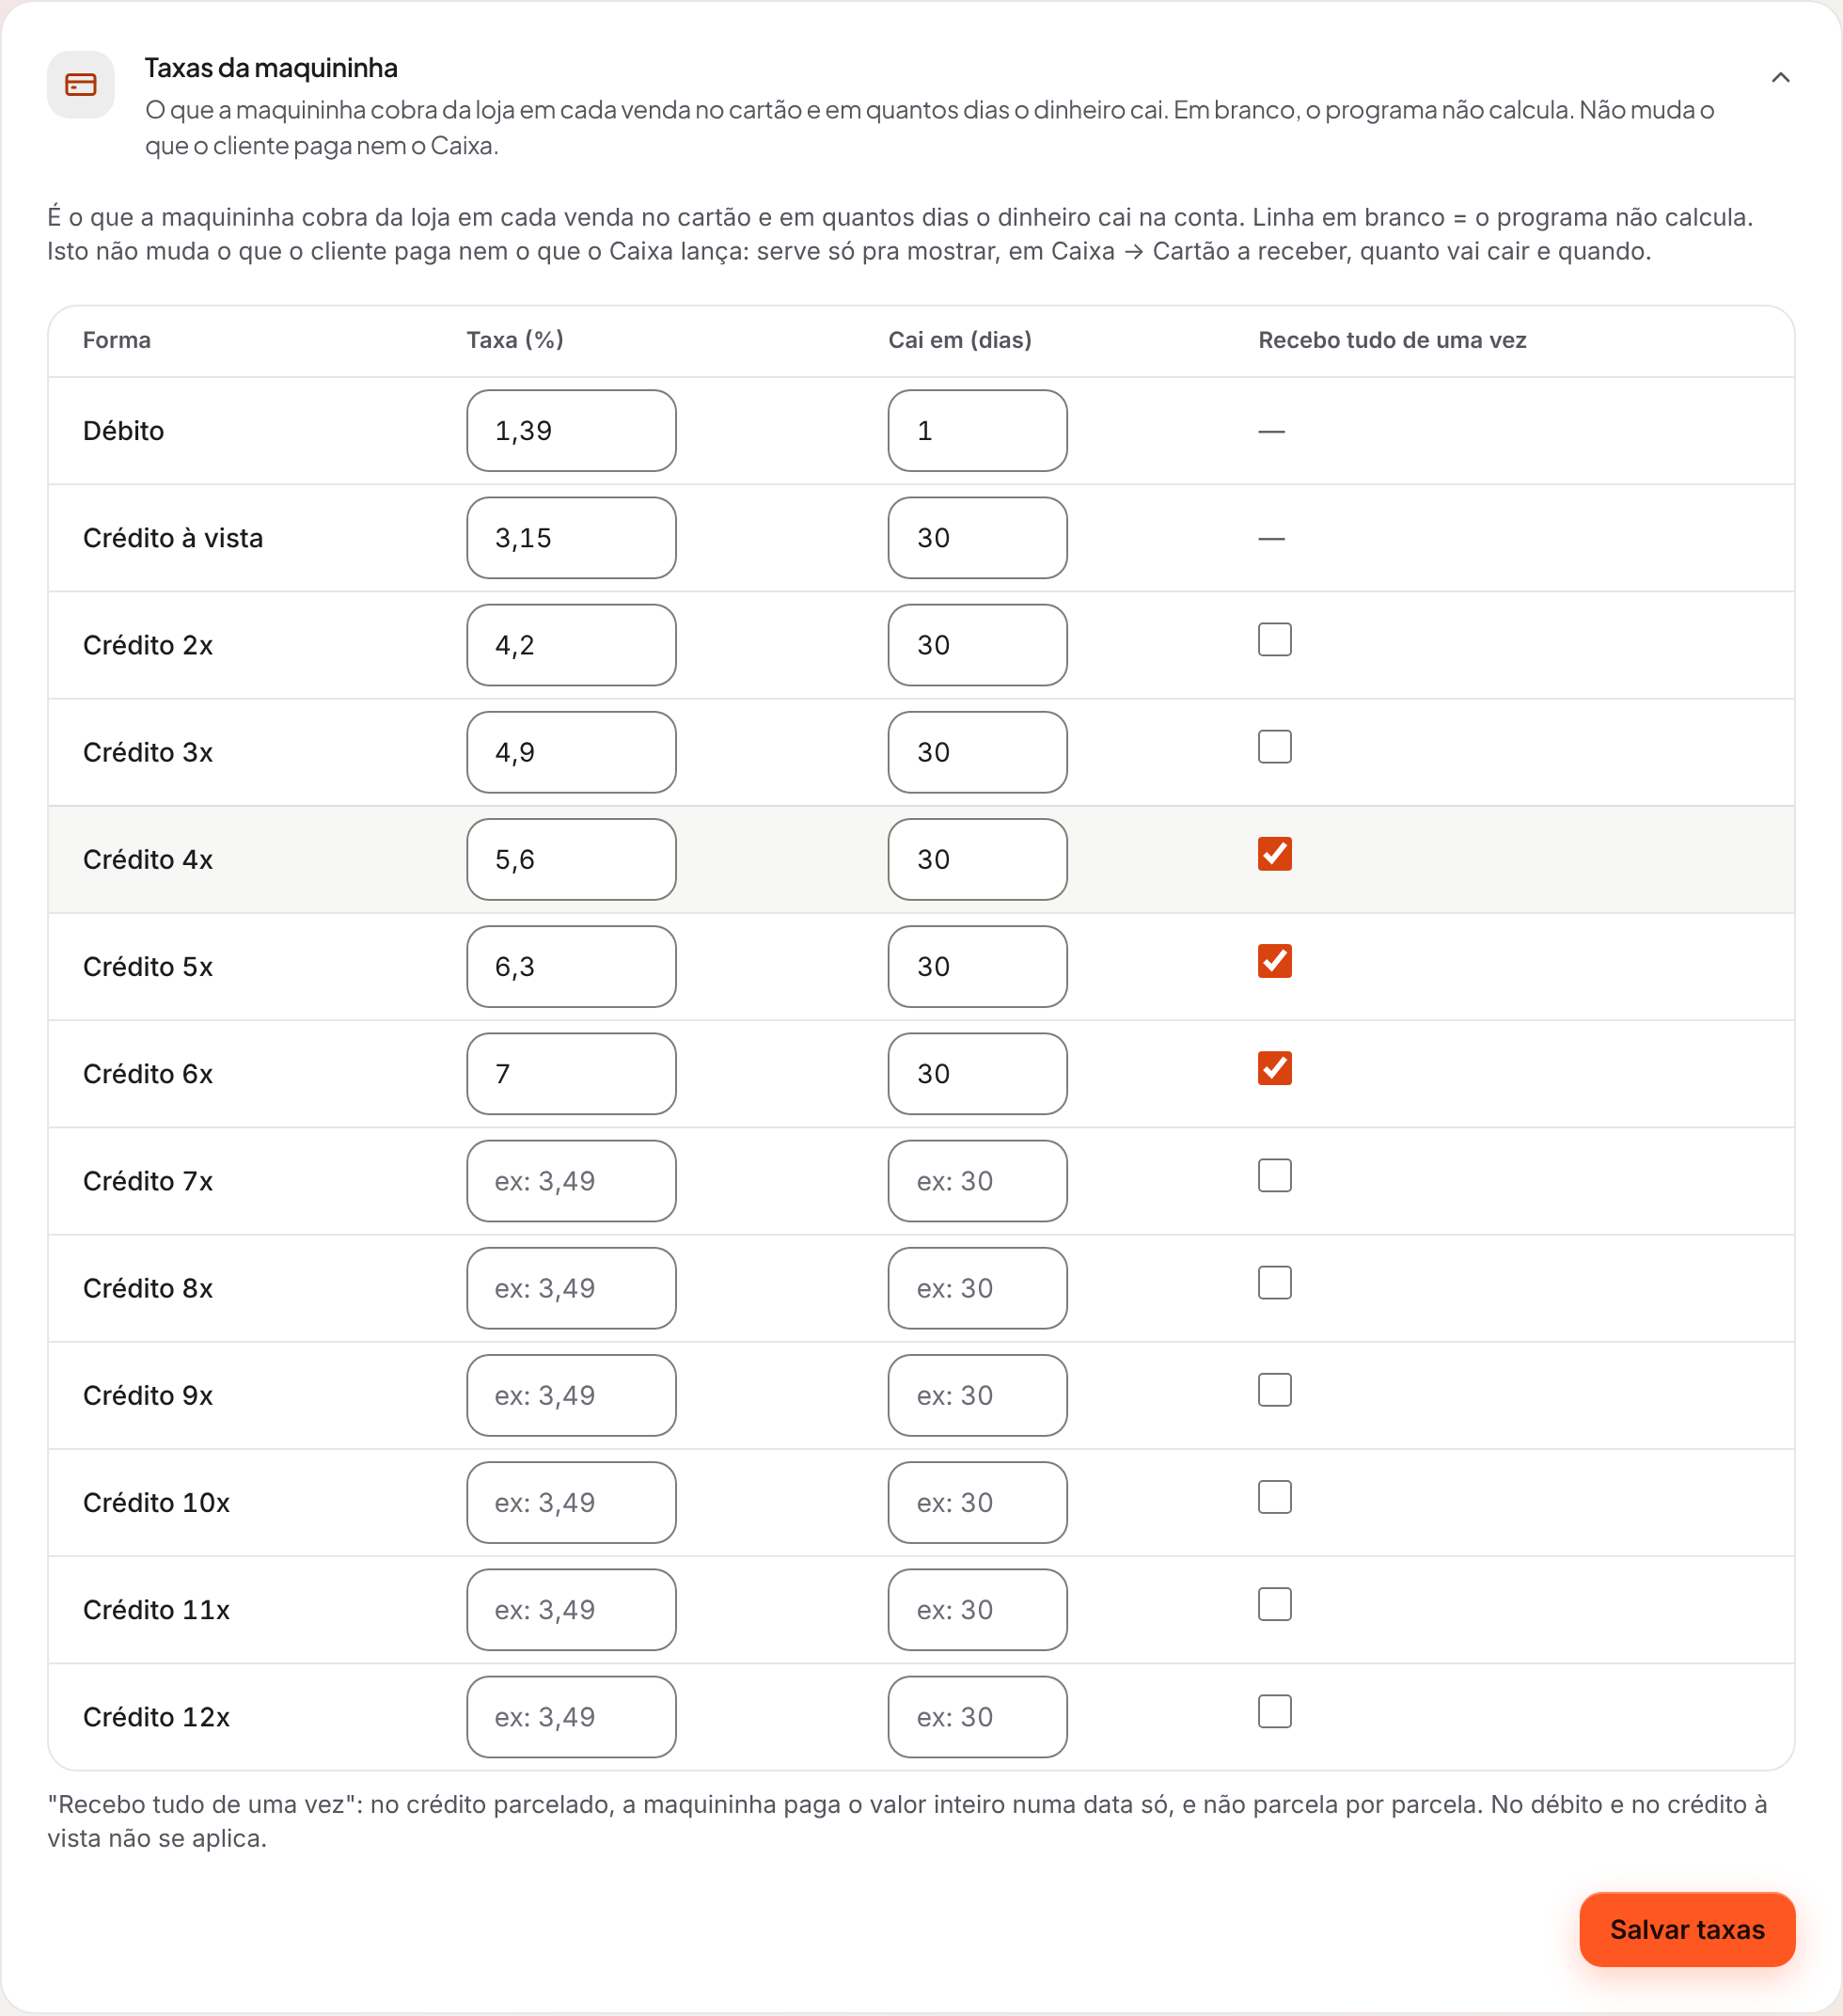 Taxas da maquininha
O que a maquininha cobra da loja em cada venda no cartão e em quantos dias o dinheiro cai. Em branco, o programa não calcula. Não muda o
que o cliente paga nem o Caixa.
É o que a maquininha cobra da loja em cada venda no cartão e em quantos dias o dinheiro cai na conta. Linha em branco = o programa não calcula.
Isto não muda o que o cliente paga nem o que o Caixa lança: serve só pra mostrar, em Caixa → Cartão a receber, quanto vai cair e quando.
Forma Taxa (%) Cai em (dias) Recebo tudo de uma vez
Débito 1,39 1 —
Crédito à vista 3,15 30 —
Crédito 2x 4,2 30
Crédito 3x 4,9 30
Crédito 4x 5,6 30
Crédito 5x 6,3 30
Crédito 6x 7 30
Crédito 7x ex: 3,49 ex: 30
Crédito 8x ex: 3,49 ex: 30
Crédito 9x ex: 3,49 ex: 30
Crédito 10x ex: 3,49 ex: 30
Crédito 11x ex: 3,49 ex: 30
Crédito 12x ex: 3,49 ex: 30
"Recebo tudo de uma vez": no crédito parcelado, a maquininha paga o valor inteiro numa data só, e não parcela por parcela. No débito e no crédito à
vista não se aplica.
Salvar taxas